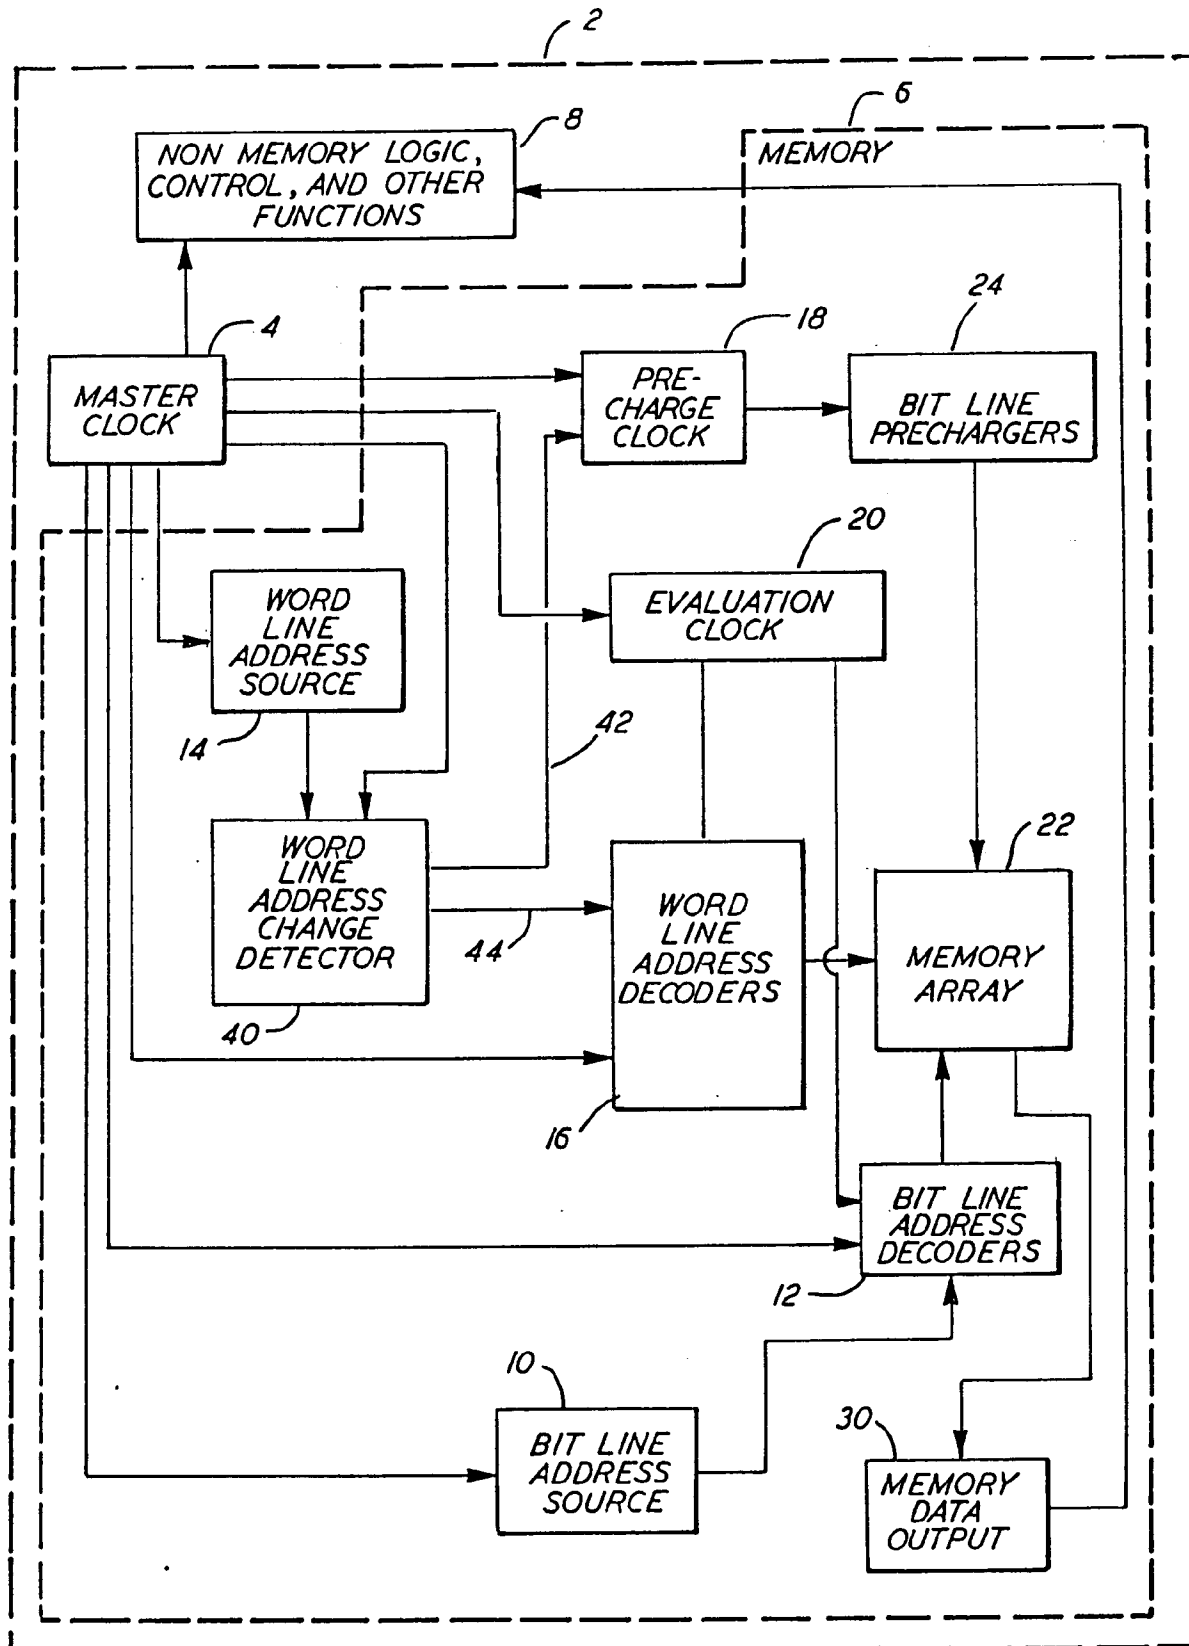 2
6
8
NON MEMORY LOGIC,
CONTROL, AND OTHER
FUNCTIONS
MEMORY
4
MASTER
CLOCK
18
PRE-
CHARGE
CLOCK
24
BIT LINE
PRECHARGERS
20
EVALUATION
CLOCK
WORD
LINE
ADDRESS
SOURCE
14
42
WORD
LINE
ADDRESS
CHANGE
DETECTOR
40
44
WORD
LINE
ADDRESS
DECODERS
16
22
MEMORY
ARRAY
BIT LINE
ADDRESS
DECODERS
12
10
BIT LINE
ADDRESS
SOURCE
30
MEMORY
DATA
OUTPUT